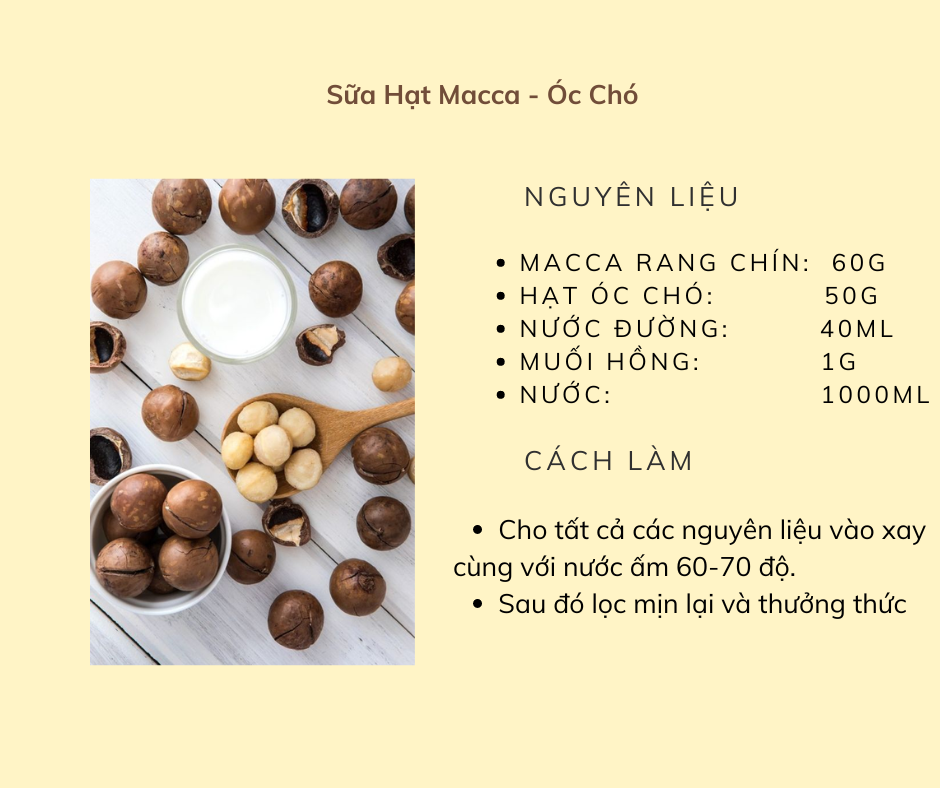 Sữa Hạt Macca - Óc Chó
NGUYÊN LIỆU
• MACCA RANG CHÍN: 60G
• HẠT ÓC CHÓ: 50G
• NƯỚC ĐƯỜNG: 40ML
• MUỐI HỒNG: 1G
• NƯỚC: 1000ML
CÁCH LÀM
• Cho tất cả các nguyên liệu vào xay
cùng với nước ấm 60-70 độ.
• Sau đó lọc mịn lại và thưởng thức